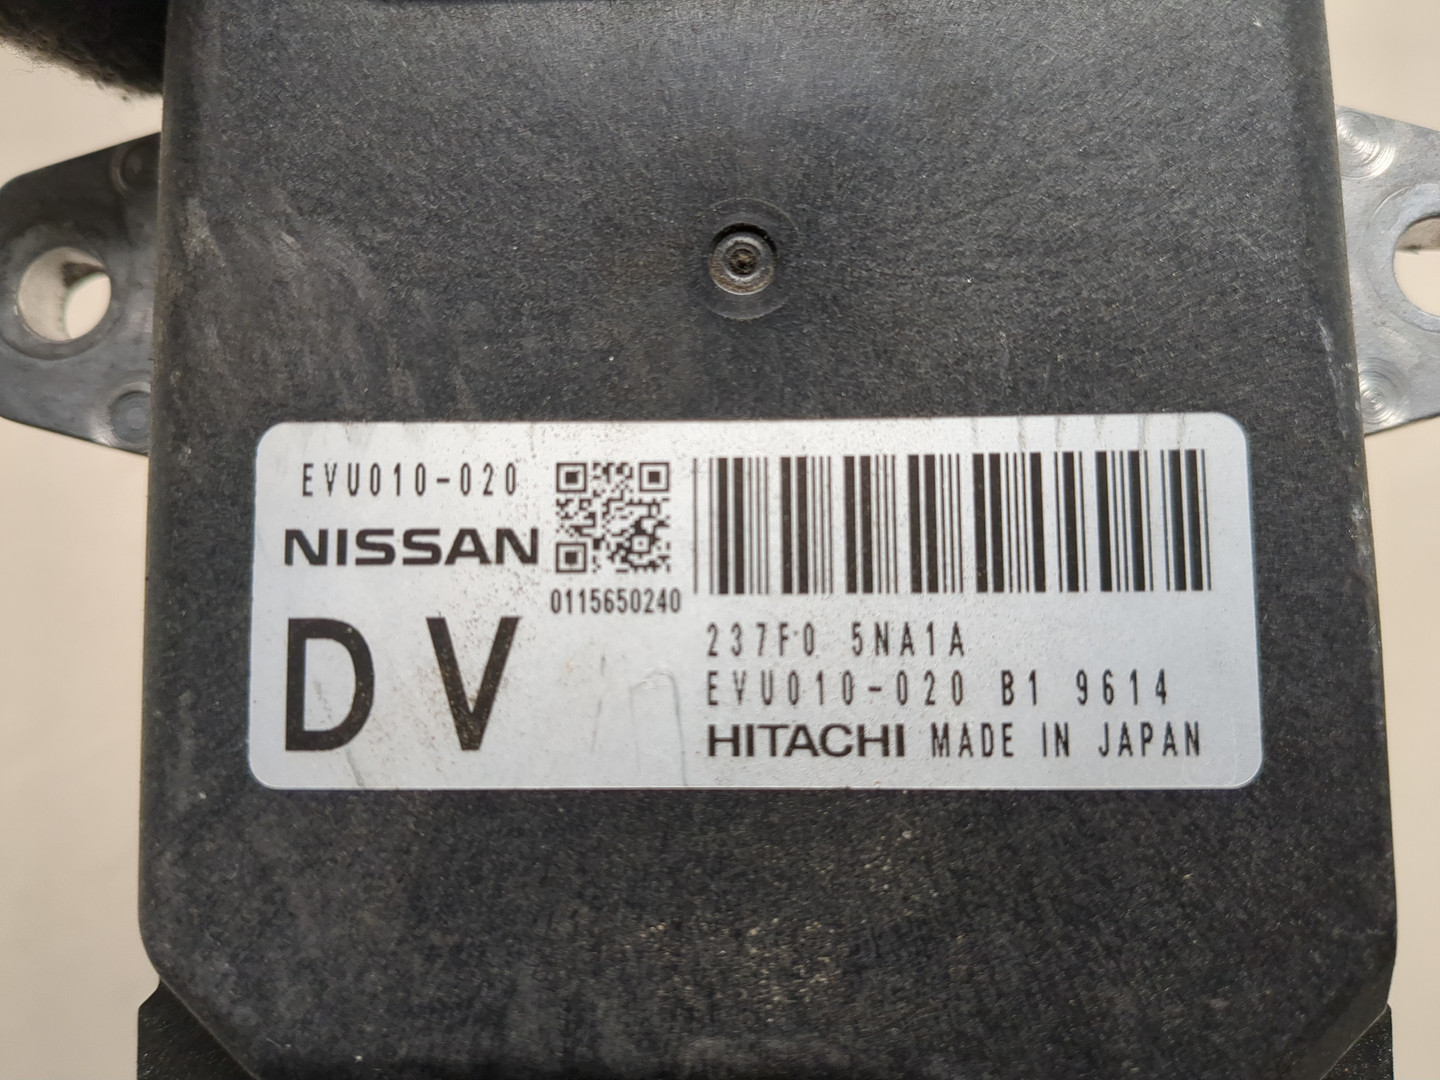 EVU010-020
NISSAN
0115650240
DV
237F0 5NA1A
EVU010-020 B1 9614
HITACHI MADE IN JAPAN